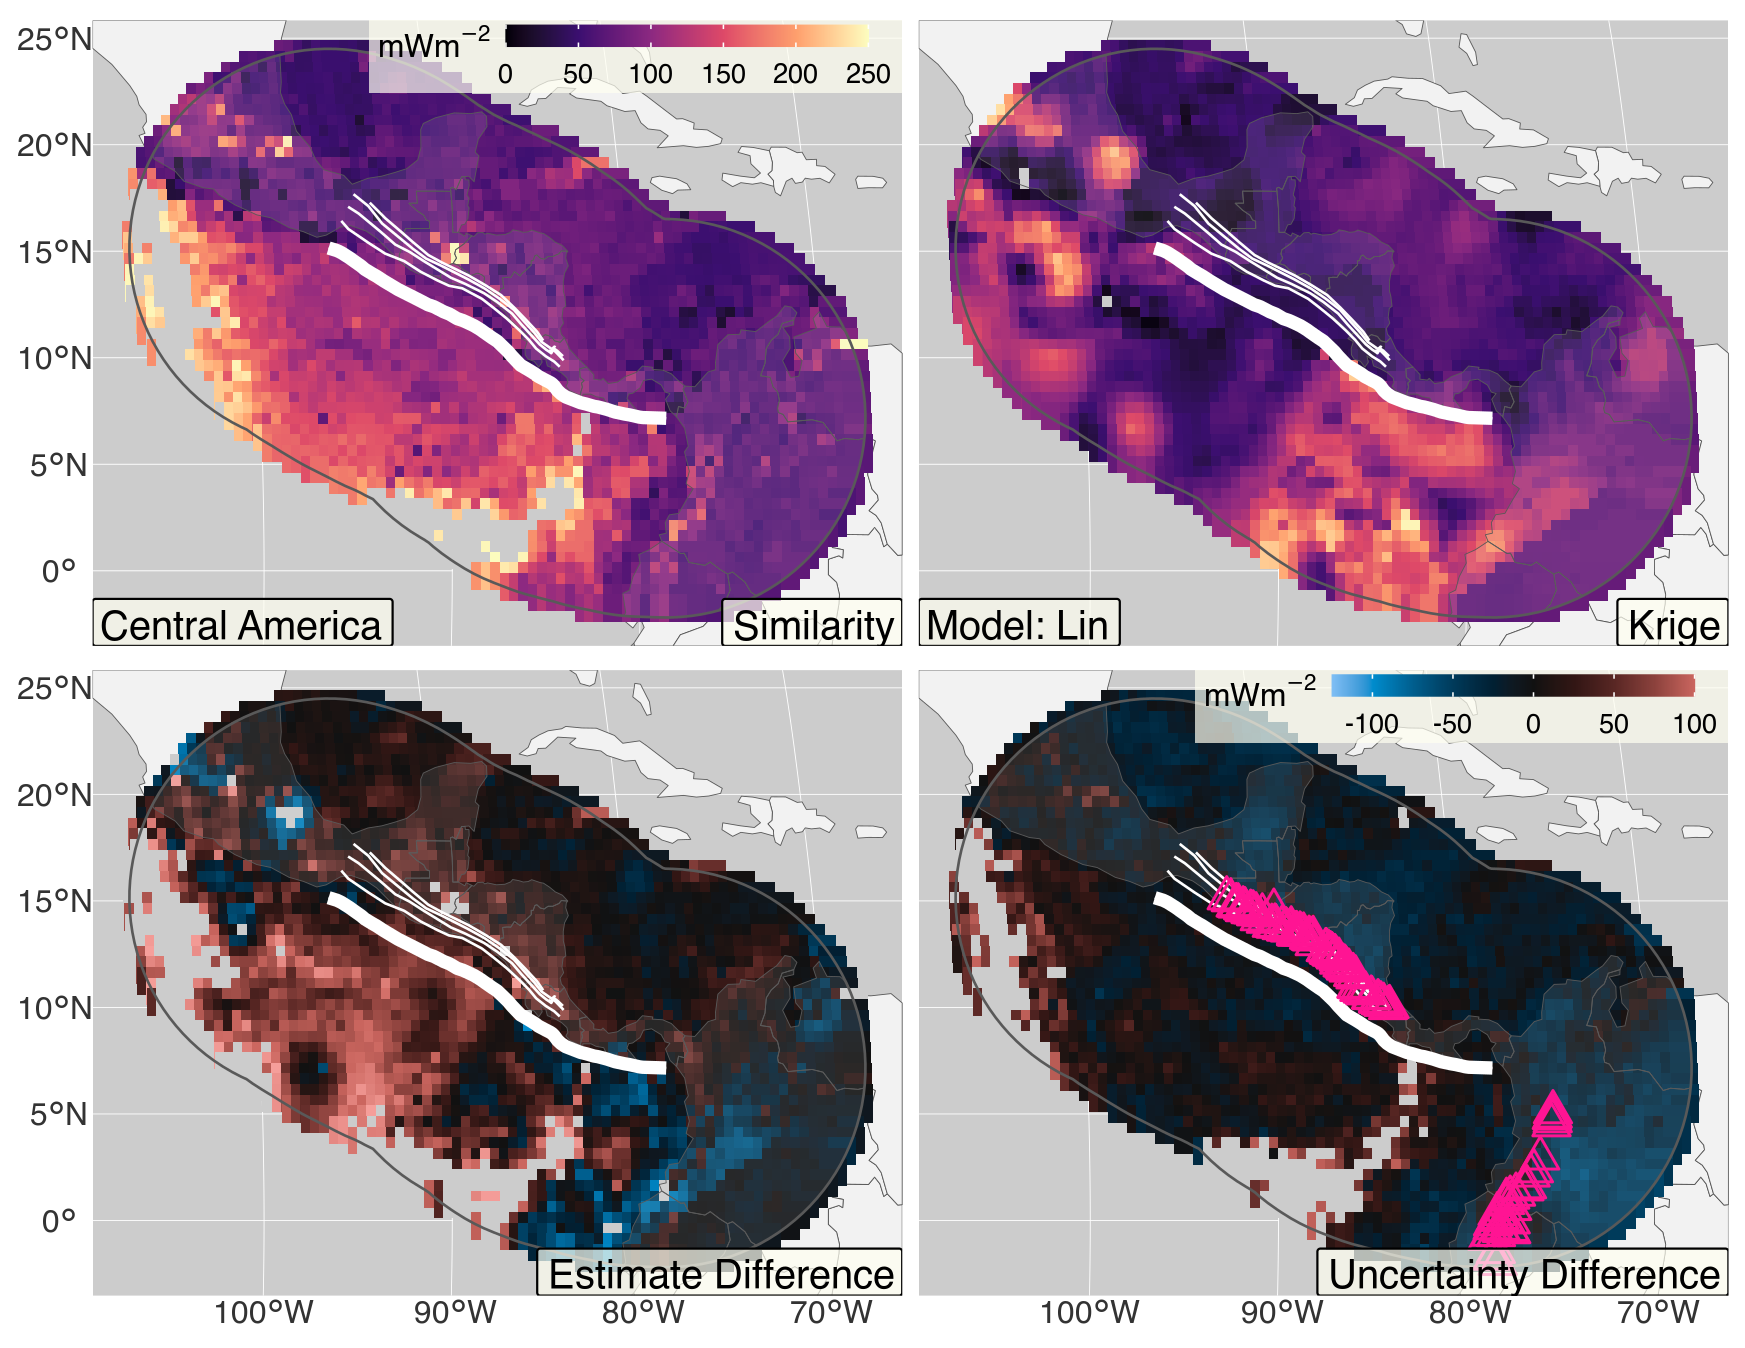 25°N
20°N
15°N
10°N
5°N
0°
mWm−2
0 50 100 150 200 250
Central America
Similarity
Model: Lin
Krige
25°N
20°N
15°N
10°N
5°N
0°
Estimate Difference
100°W 90°W 80°W 70°W
mWm−2
-100 -50 0 50 100
Uncertainty Difference
100°W 90°W 80°W 70°W